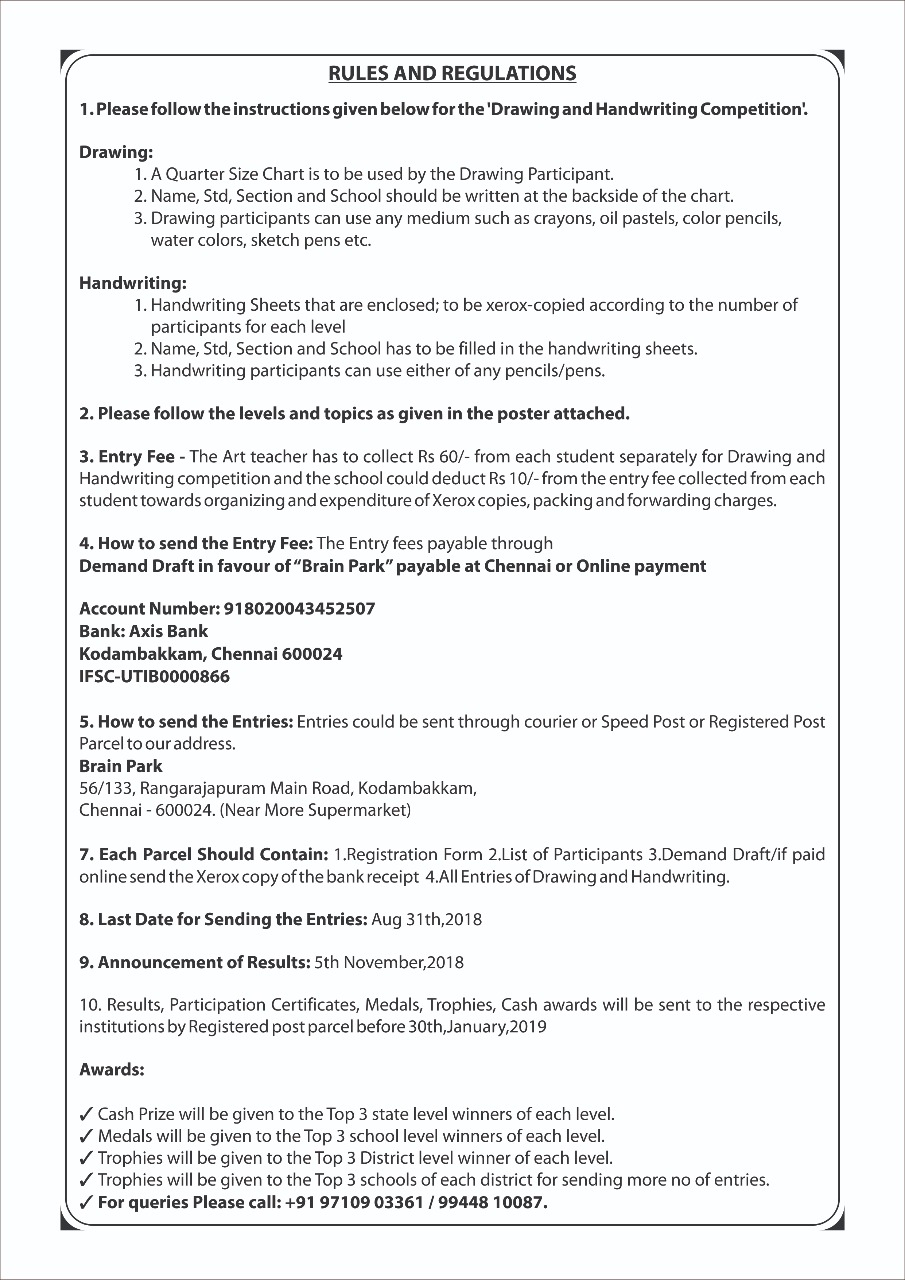 RULES AND REGULATIONS
1. Please follow the instructions given below for the 'Drawing and Handwriting Competition'.
Drawing:
1. A Quarter Size Chart is to be used by the Drawing Participant.
2. Name, Std, Section and School should be written at the backside of the chart.
3. Drawing participants can use any medium such as crayons, oil pastels, color pencils,
water colors, sketch pens etc.
Handwriting:
1. Handwriting Sheets that are enclosed; to be xerox-copied according to the number of
participants for each level
2. Name, Std, Section and School has to be filled in the handwriting sheets.
3. Handwriting participants can use either of any pencils/pens.
2. Please follow the levels and topics as given in the poster attached.
3. Entry Fee - The Art teacher has to collect Rs 60/- from each student separately for Drawing and
Handwriting competition and the school could deduct Rs 10/- from the entry fee collected from each
student towards organizing and expenditure of Xerox copies, packing and forwarding charges.
4. How to send the Entry Fee: The Entry fees payable through
Demand Draft in favour of “Brain Park” payable at Chennai or Online payment
Account Number: 918020043452507
Bank: Axis Bank
Kodambakkam, Chennai 600024
IFSC-UTIB0000866
5. How to send the Entries: Entries could be sent through courier or Speed Post or Registered Post
Parcel to our address.
Brain Park
56/133, Rangarajapuram Main Road, Kodambakkam,
Chennai - 600024. (Near More Supermarket)
7. Each Parcel Should Contain: 1.Registration Form 2.List of Participants 3.Demand Draft/if paid
online send the Xerox copy of the bank receipt 4.All Entries of Drawing and Handwriting.
8. Last Date for Sending the Entries: Aug 31th,2018
9. Announcement of Results: 5th November,2018
10. Results, Participation Certificates, Medals, Trophies, Cash awards will be sent to the respective
institutions by Registered post parcel before 30th,January,2019
Awards:
✓ Cash Prize will be given to the Top 3 state level winners of each level.
✓ Medals will be given to the Top 3 school level winners of each level.
✓ Trophies will be given to the Top 3 District level winner of each level.
✓ Trophies will be given to the Top 3 schools of each district for sending more no of entries.
✓ For queries Please call: +91 97109 03361 / 99448 10087.